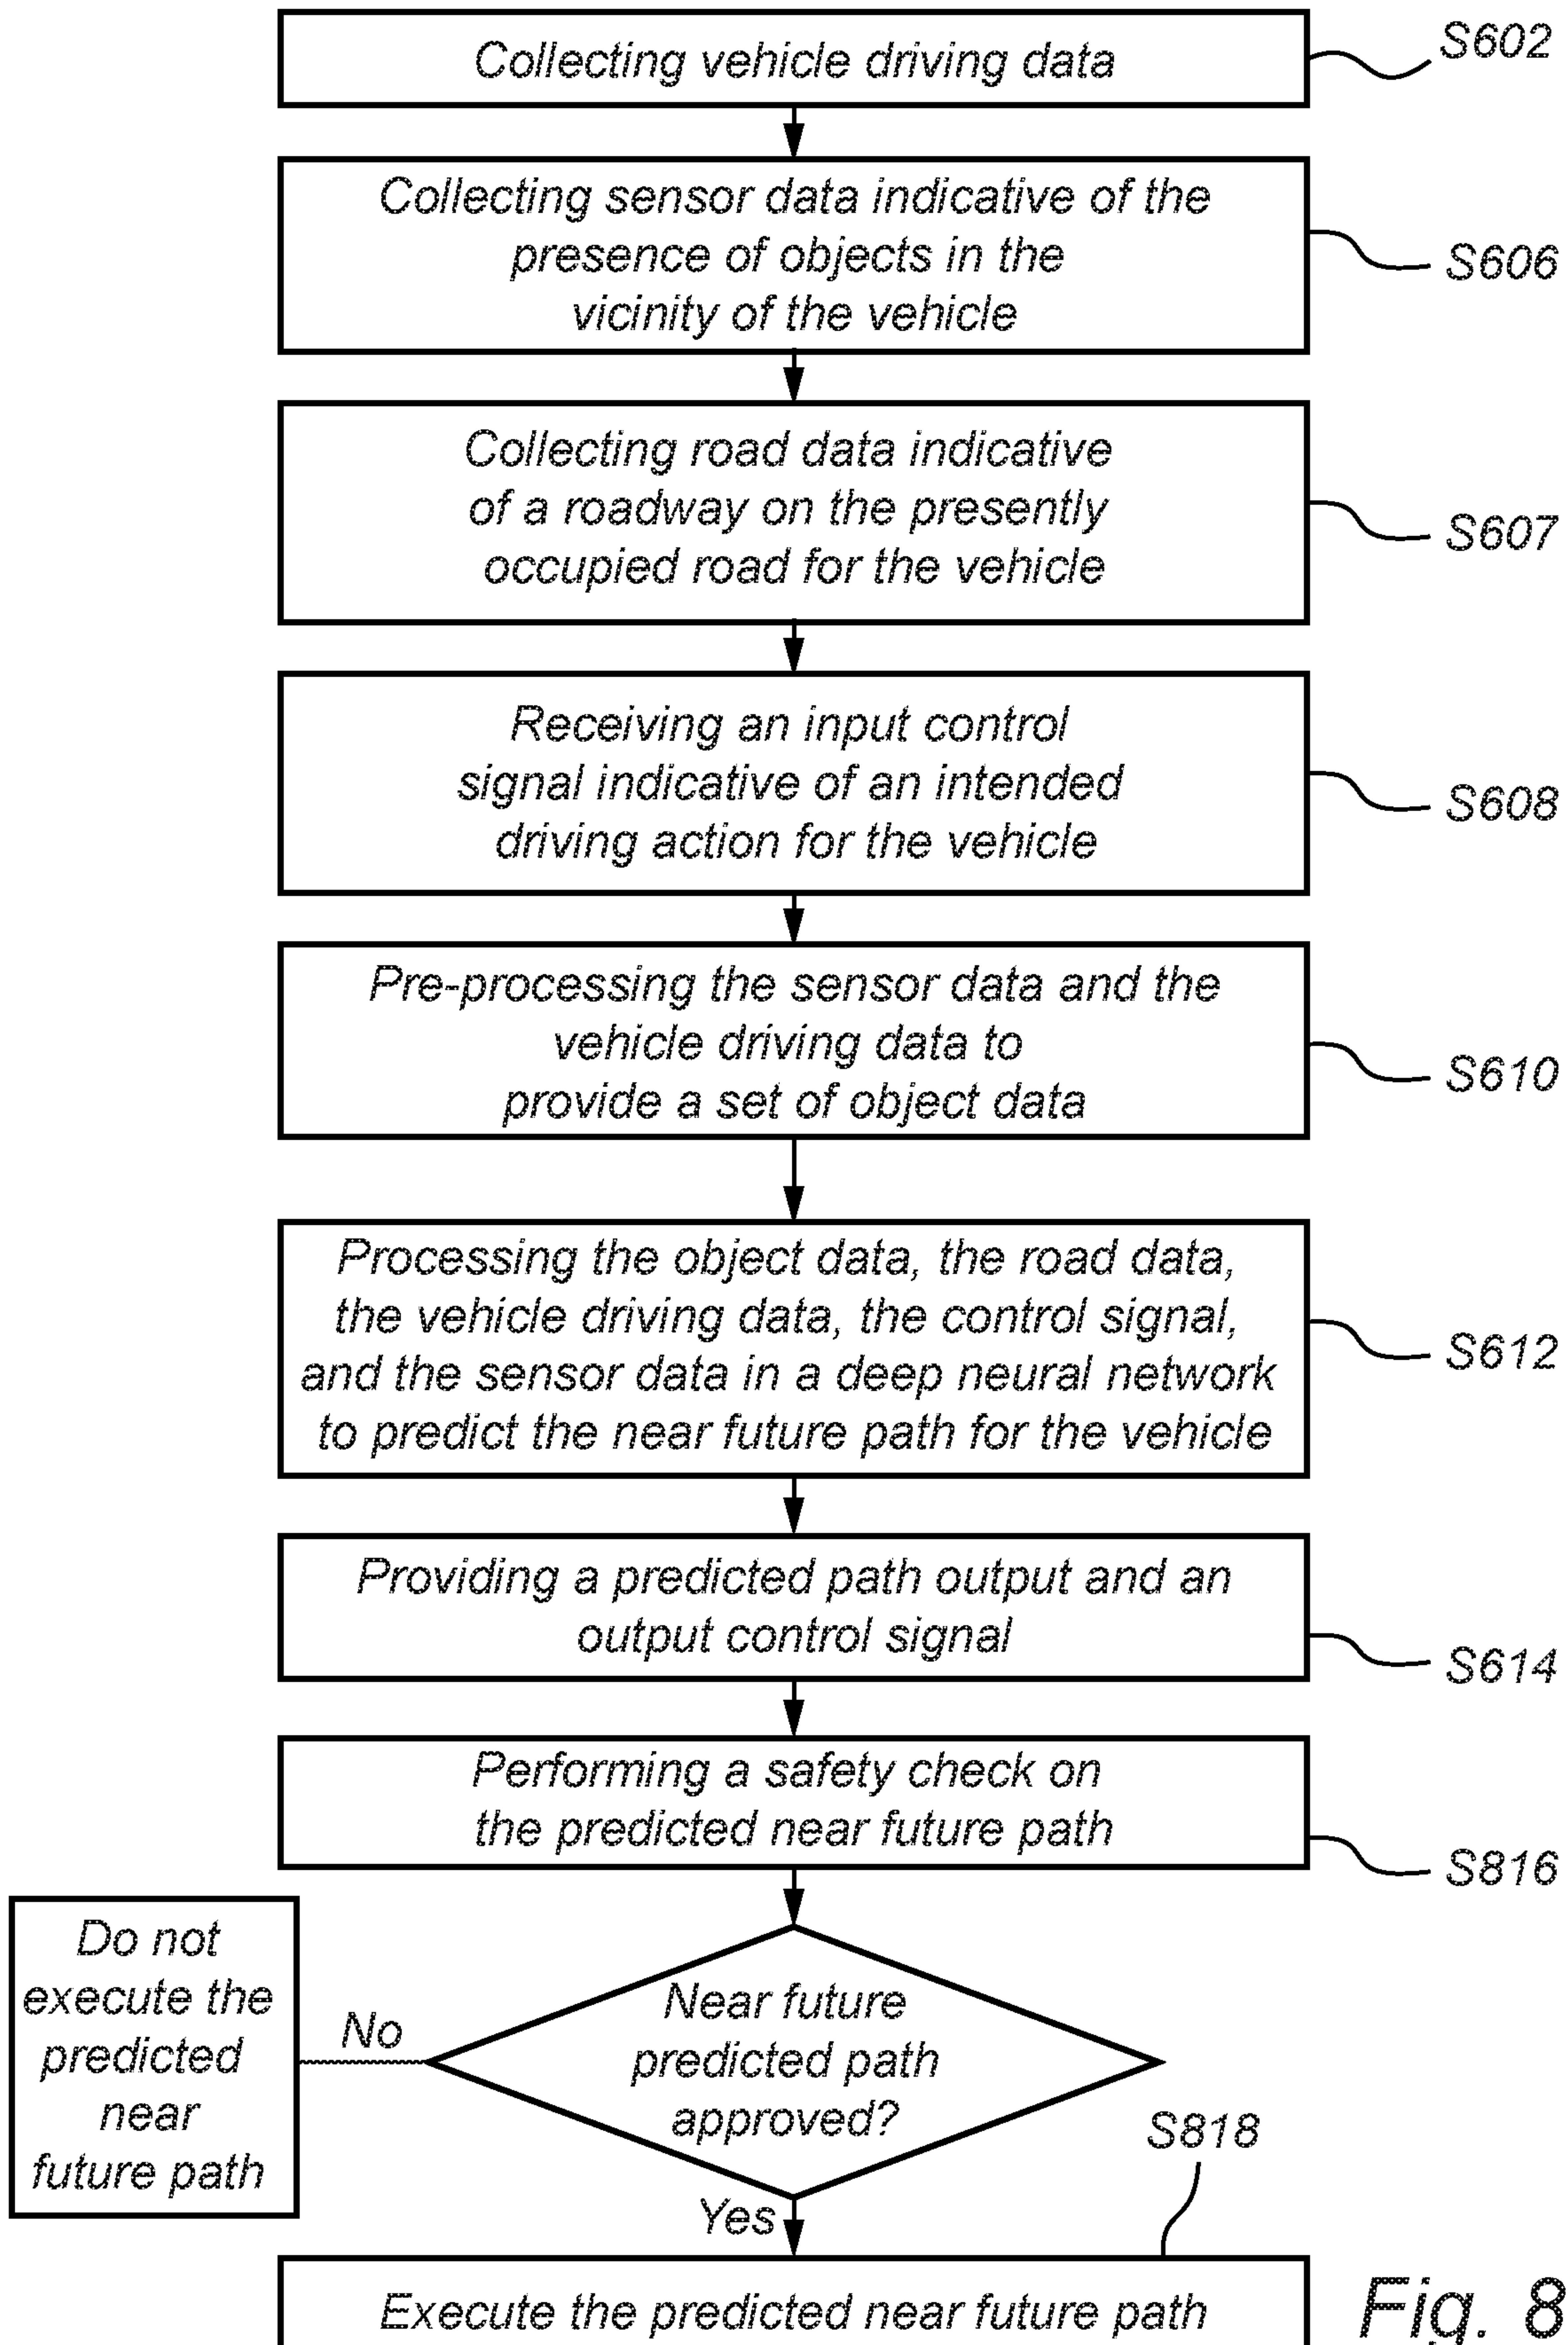 Collecting vehicle driving data
S602
Collecting sensor data indicative of the
presence of objects in the
vicinity of the vehicle
S606
Collecting road data indicative
of a roadway on the presently
occupied road for the vehicle
S607
Receiving an input control
signal indicative of an intended
driving action for the vehicle
S608
Pre-processing the sensor data and the
vehicle driving data to
provide a set of object data
S610
Processing the object data, the road data,
the vehicle driving data, the control signal,
and the sensor data in a deep neural network
to predict the near future path for the vehicle
S612
Providing a predicted path output and an
output control signal
S614
Performing a safety check on
the predicted near future path
S816
Do not
execute the
predicted
near
future path
No
Near future
predicted path
approved?
S818
Yes
Execute the predicted near future path
Fig. 8